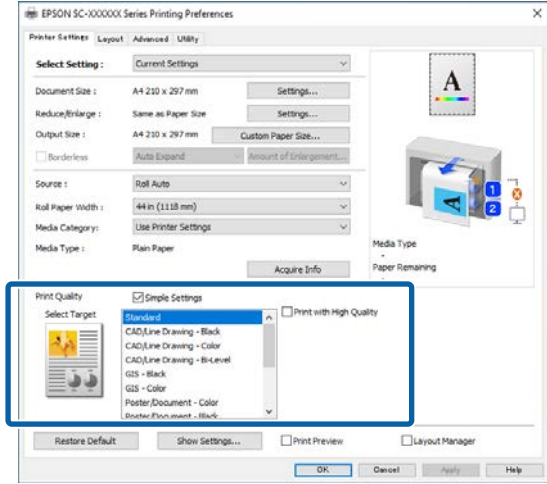 EPSON SC-XXXXXX Series Printing Preferences
Printer Settings Layout Advanced Utility
Select Setting : Current Settings
Document Size : A4 210 x 297 mm Settings...
Reduce/Enlarge : Same as Paper Size Settings...
Output Size : A4 210 x 297 mm Custom Paper Size...
Borderless Auto Expand Amount of Enlargement...
Source : Roll Auto
Roll Paper Width : 44 in (1118 mm)
Media Category: Use Printer Settings
Media Type : Plain Paper
Acquire Info
A
A
1
2
Media Type
-
Paper Remaining
-
Print Quality Simple Settings
Select Target
Standard
CAD/Line Drawing - Black
CAD/Line Drawing - Color
CAD/Line Drawing - Bi-Level
GIS - Black
GIS - Color
Poster/Document - Color
Poster/Document - Black
Print with High Quality
Restore Default Show Settings... Print Preview Layout Manager
OK Cancel Apply Help